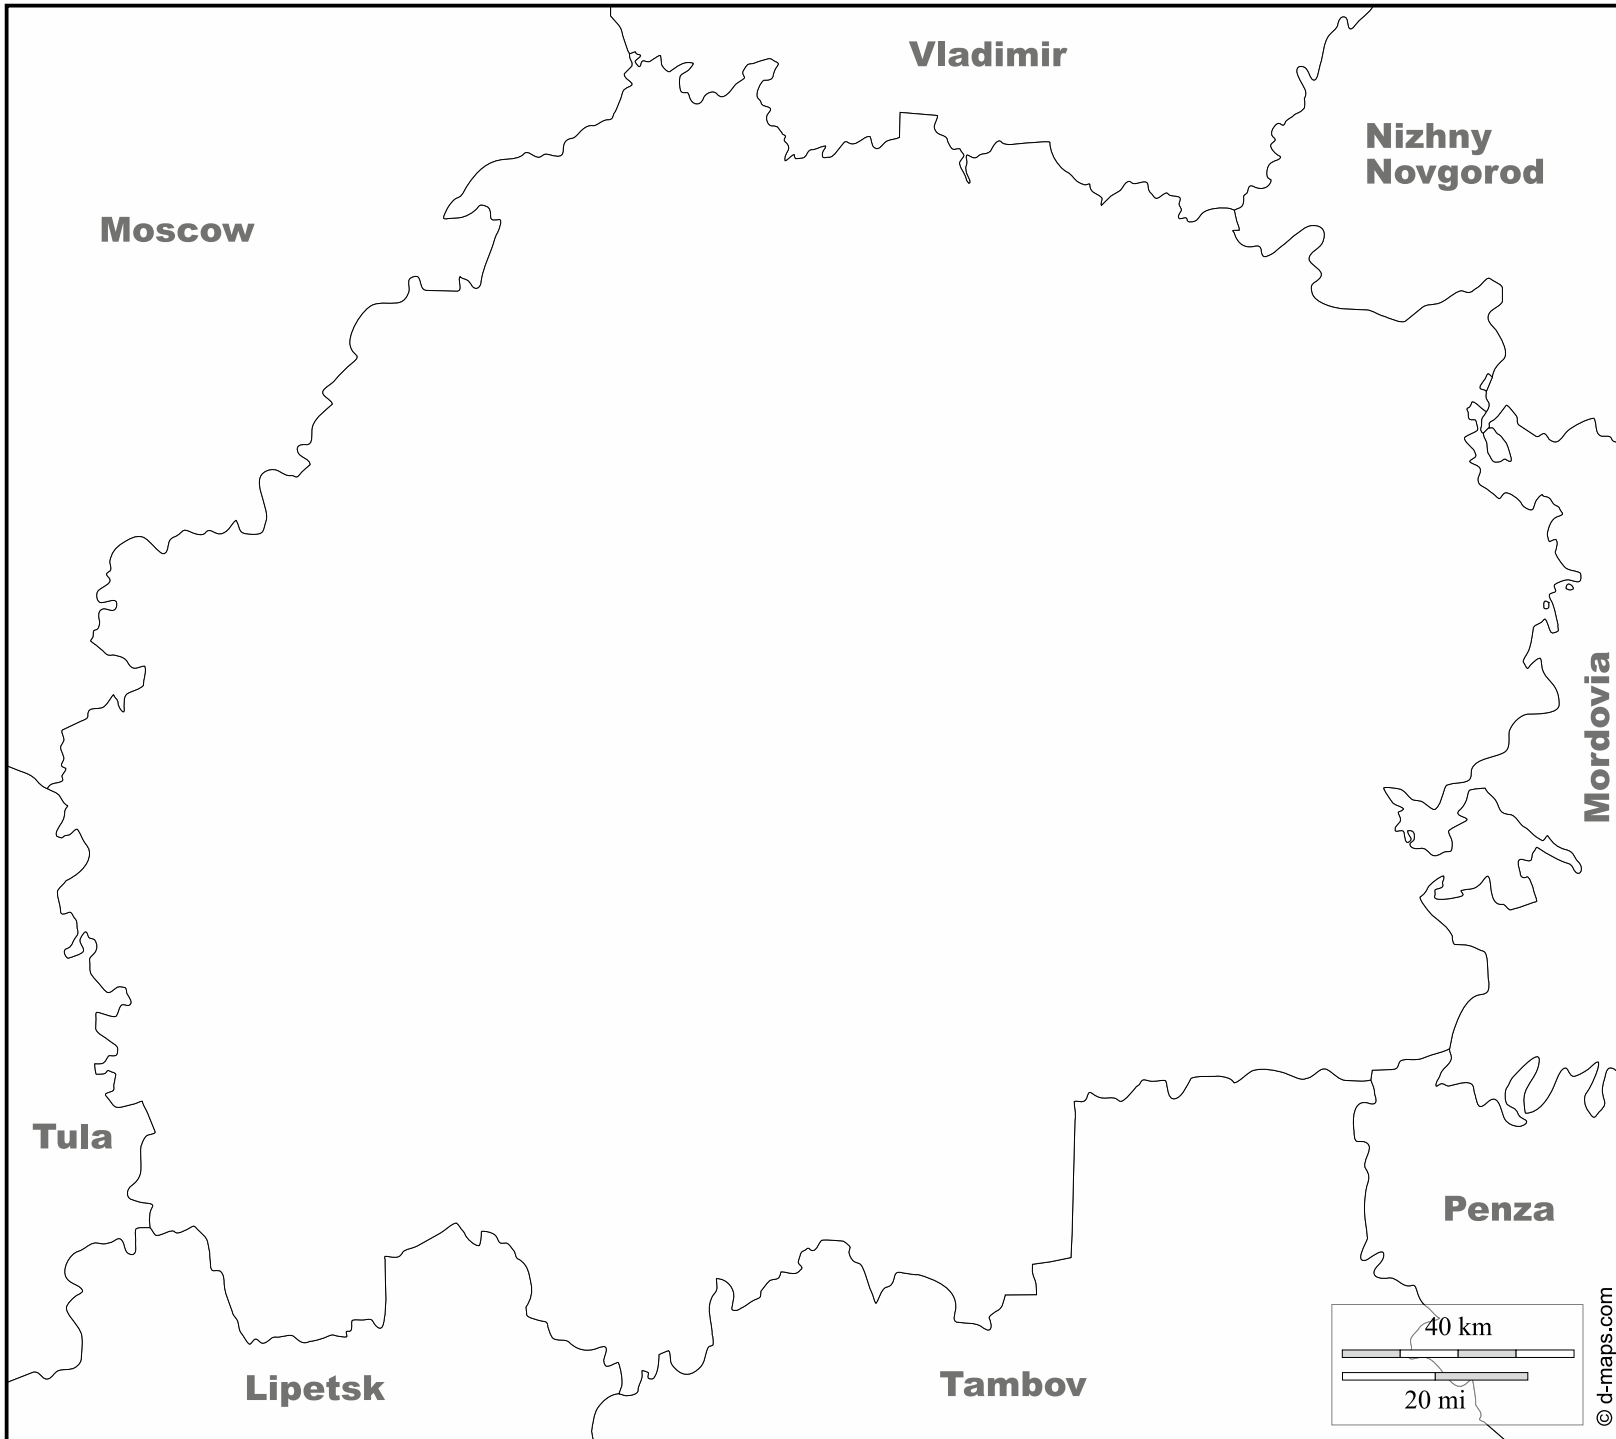 Vladimir
Nizhny
Novgorod
Moscow
Mordovia
Tula
Penza
Lipetsk
Tambov
40 km
20 mi
© d-maps.com